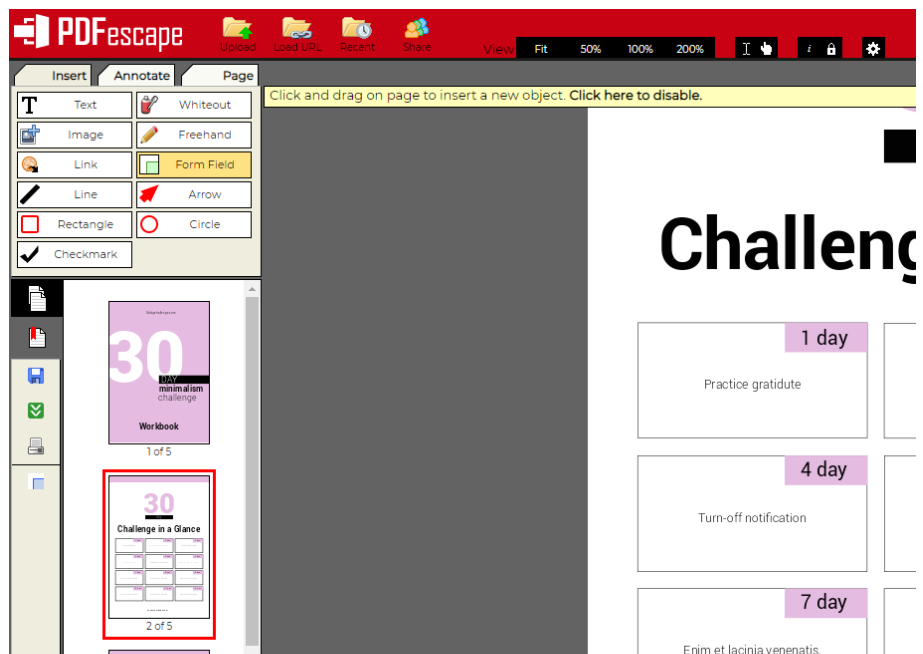 PDFescape
Upload
Load URL
Recent
Share
View
Fit
50%
100%
200%
Insert
Annotate
Page
Text
Whiteout
Image
Freehand
Link
Form Field
Line
Arrow
Rectangle
Circle
Checkmark
Click and drag on page to insert a new object. Click here to disable.
30
DAY
minimalism
challenge
Workbook
1 of 5
30
Challenge in a Glance
2 of 5
Challeng
1 day
Practice gratidute
4 day
Turn-off notification
7 day
Enim et lacinia venenatis.